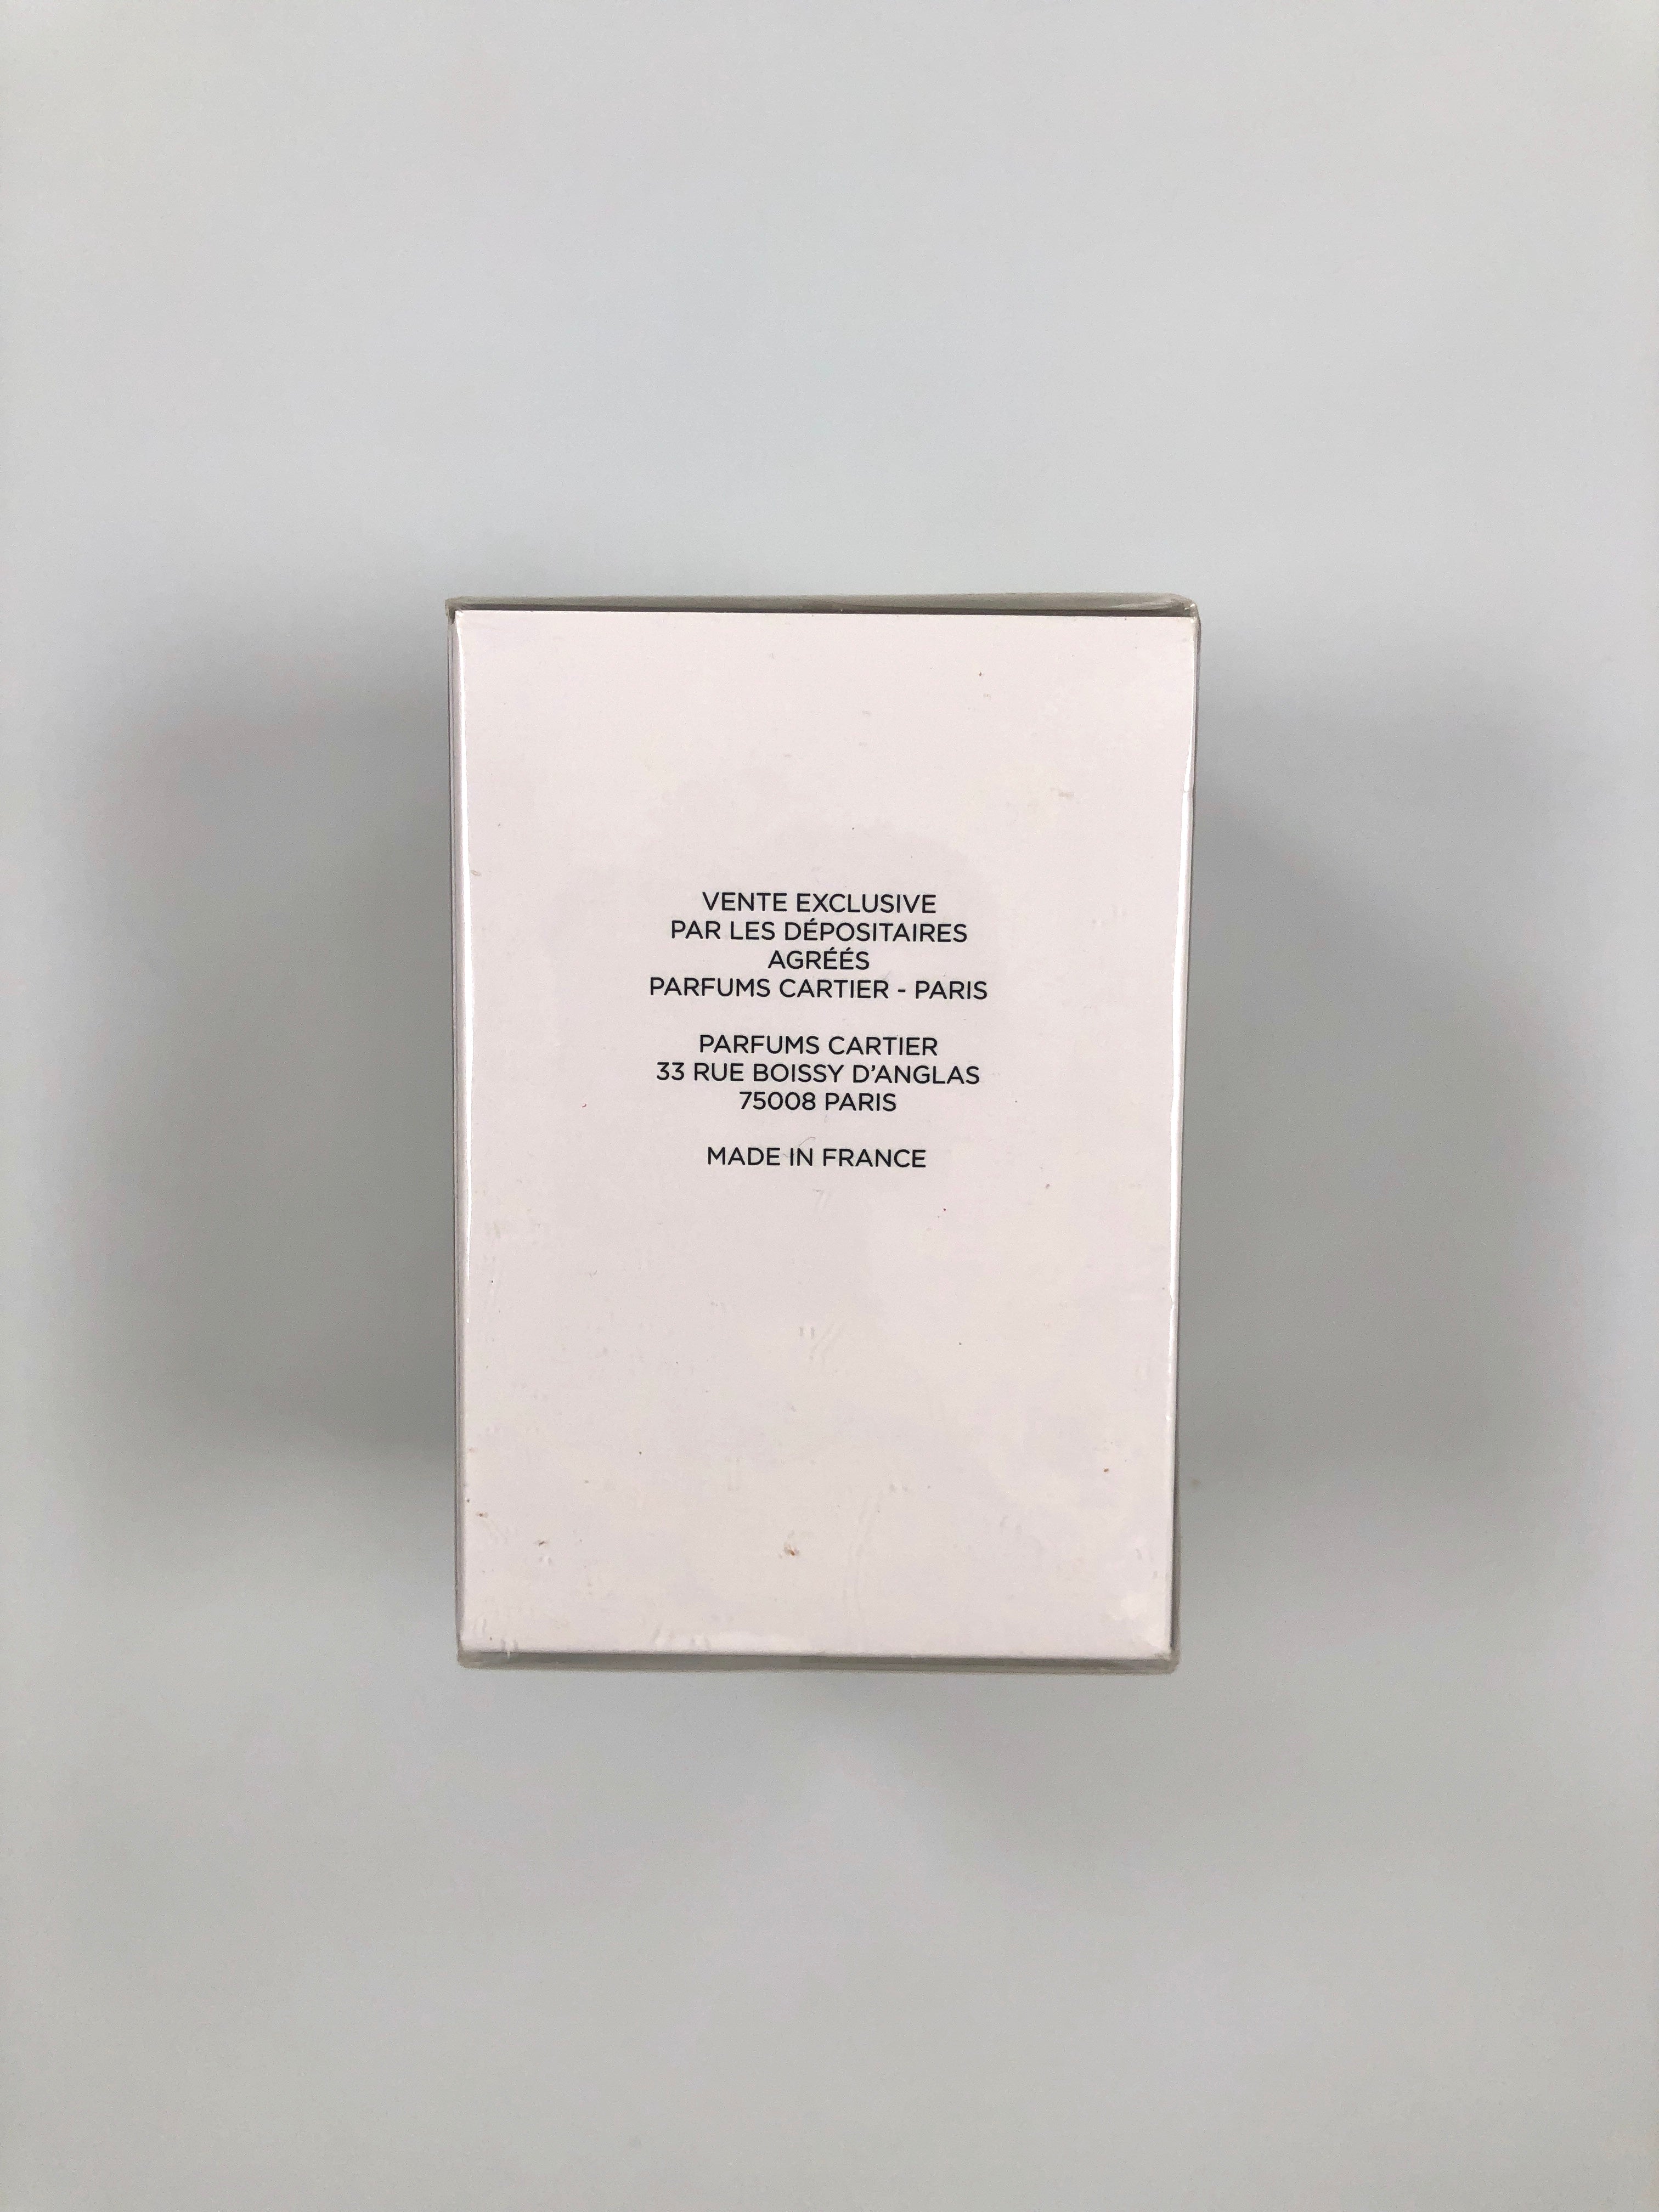 VENTE EXCLUSIVE
PAR LES DÉPOSITAIRES
AGRÉÉS
PARFUMS CARTIER - PARIS
PARFUMS CARTIER
33 RUE BOISSY D'ANGLAS
75008 PARIS
MADE IN FRANCE